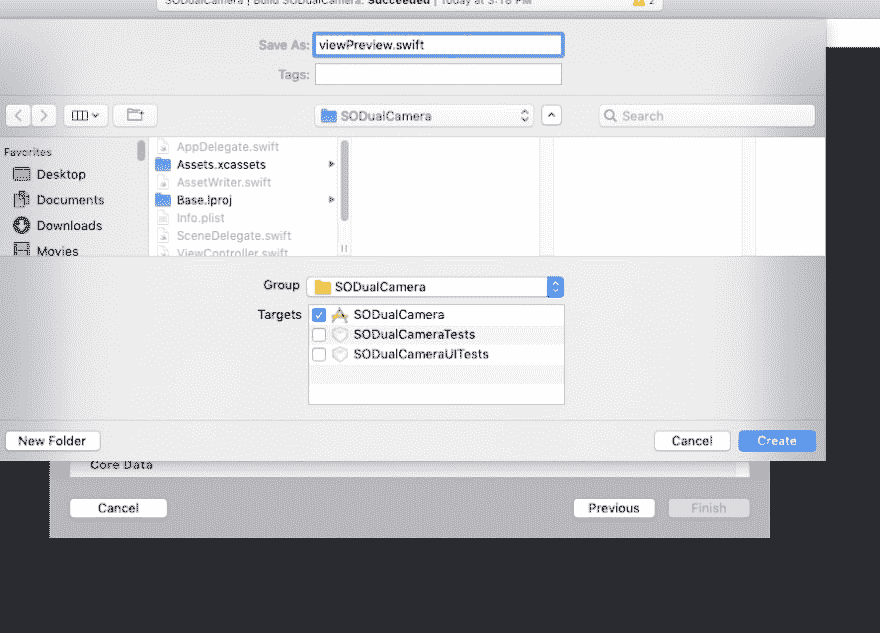 SODualCamera | Build SODualCamera: Succeeded | Today at 3:16 PM 2
Save As: viewPreview.swift
Tags:
SODualCamera
Search
Favorites
Desktop
Documents
Downloads
Movies
AppDelegate.swift
Assets.xcassets
AssetWriter.swift
Base.lproj
Info.plist
SceneDelegate.swift
ViewController.swift
Group SODualCamera
Targets SODualCamera
SODualCameraTests
SODualCameraUITests
New Folder Cancel Create
Core Data
Cancel Previous Finish